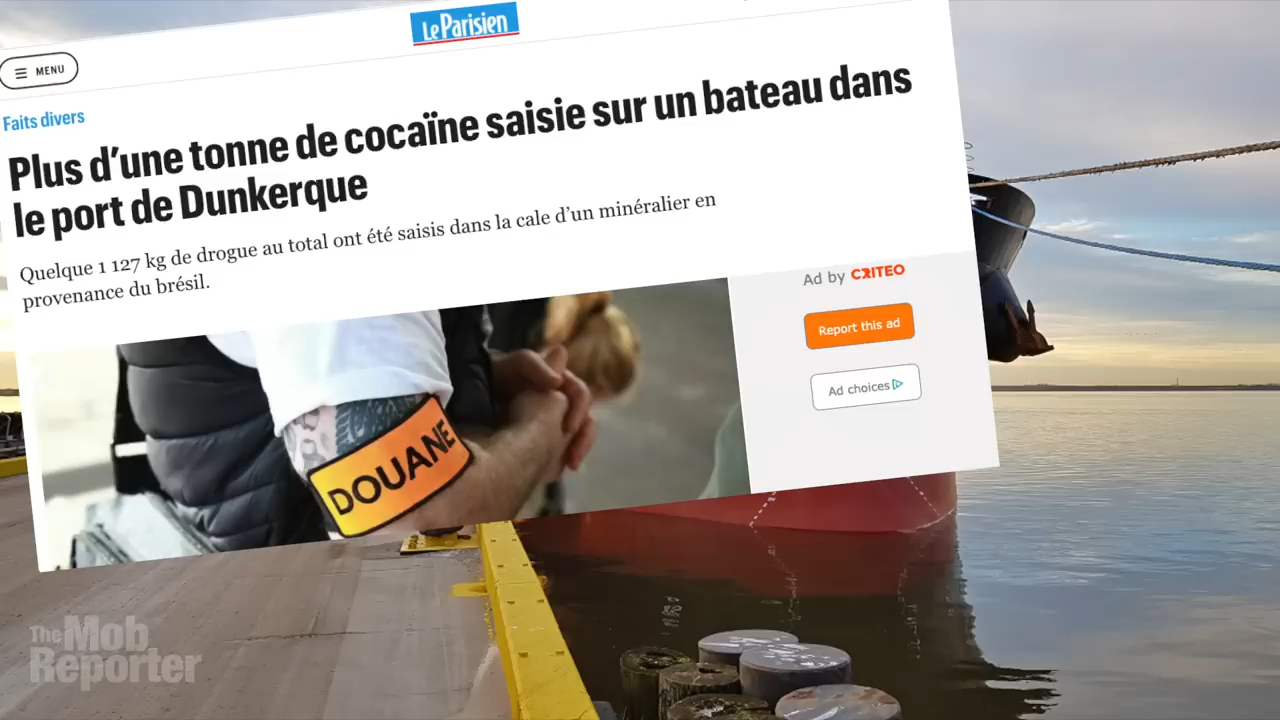 Le Parisien
MENU
Faits divers
Plus d'une tonne de cocaïne saisie sur un bateau dans
le port de Dunkerque
Quelque 1 127 kg de drogue au total ont été saisis dans la cale d'un minéralier en
provenance du brésil.
Ad by CRITEO
Report this ad
Ad choices
DOUANE
The Mob
Reporter